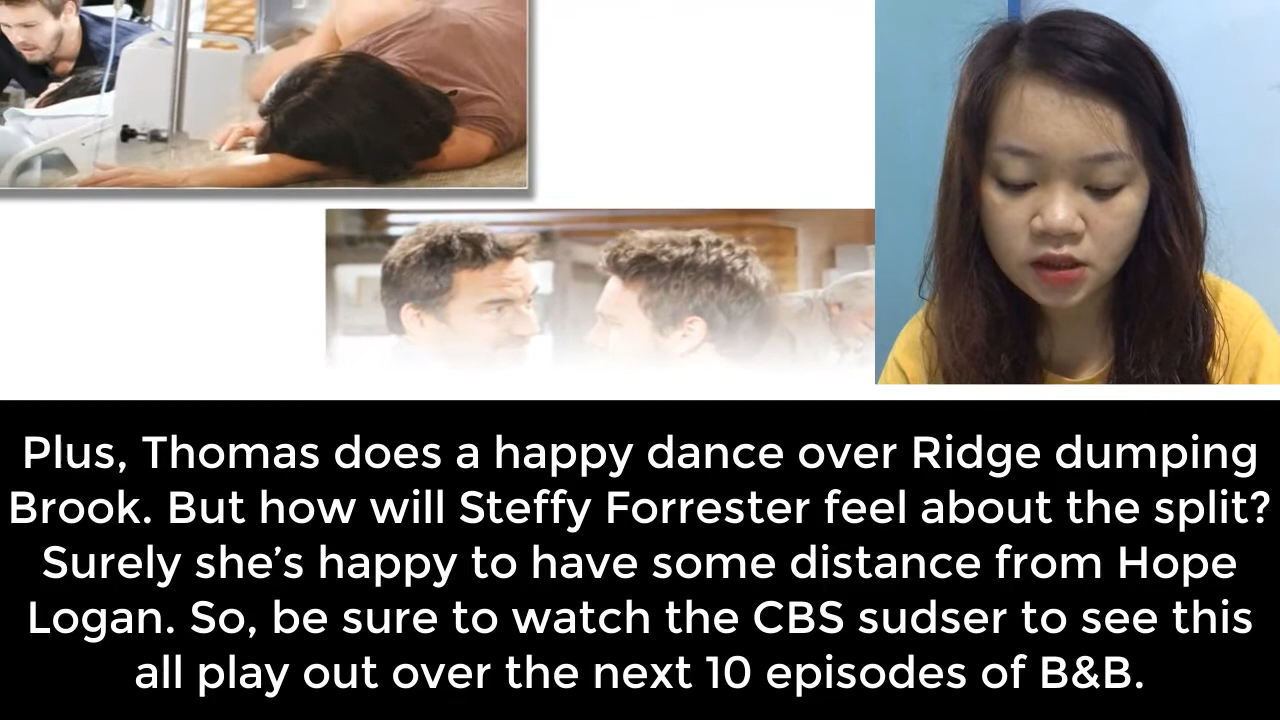 Plus, Thomas does a happy dance over Ridge dumping
Brook. But how will Steffy Forrester feel about the split?
Surely she’s happy to have some distance from Hope
Logan. So, be sure to watch the CBS sudser to see this
all play out over the next 10 episodes of B&B.